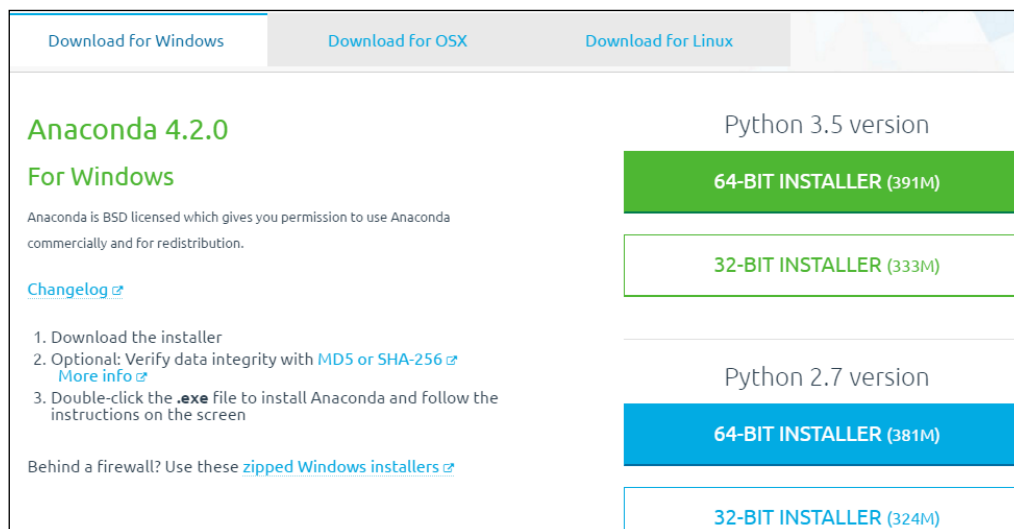 Download for Windows
Download for OSX
Download for Linux
Anaconda 4.2.0
For Windows
Anaconda is BSD licensed which gives you permission to use Anaconda
commercially and for redistribution.
Changelog
1. Download the installer
2. Optional: Verify data integrity with MD5 or SHA-256
More info
3. Double-click the .exe file to install Anaconda and follow the
instructions on the screen
Behind a firewall? Use these zipped Windows installers
Python 3.5 version
64-BIT INSTALLER (391M)
32-BIT INSTALLER (333M)
Python 2.7 version
64-BIT INSTALLER (381M)
32-BIT INSTALLER (324M)